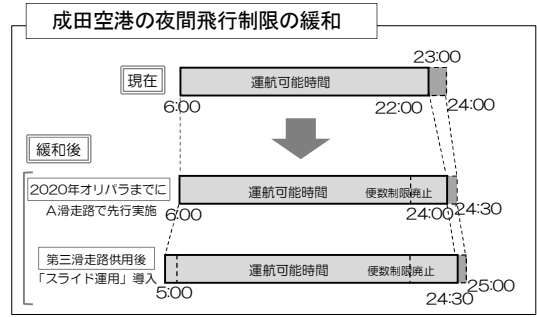 成田空港の夜間飛行制限の緩和
23:00
現在
運航可能時間
6:00
22:00
24:00
緩和後
2020年オリパラまでに
運航可能時間
便数制限廃止
A滑走路で先行実施
6:00
24:00
24:30
第三滑走路供用後
運航可能時間
便数制限廃止
「スライド運用」導入
5:00
24:30
25:00